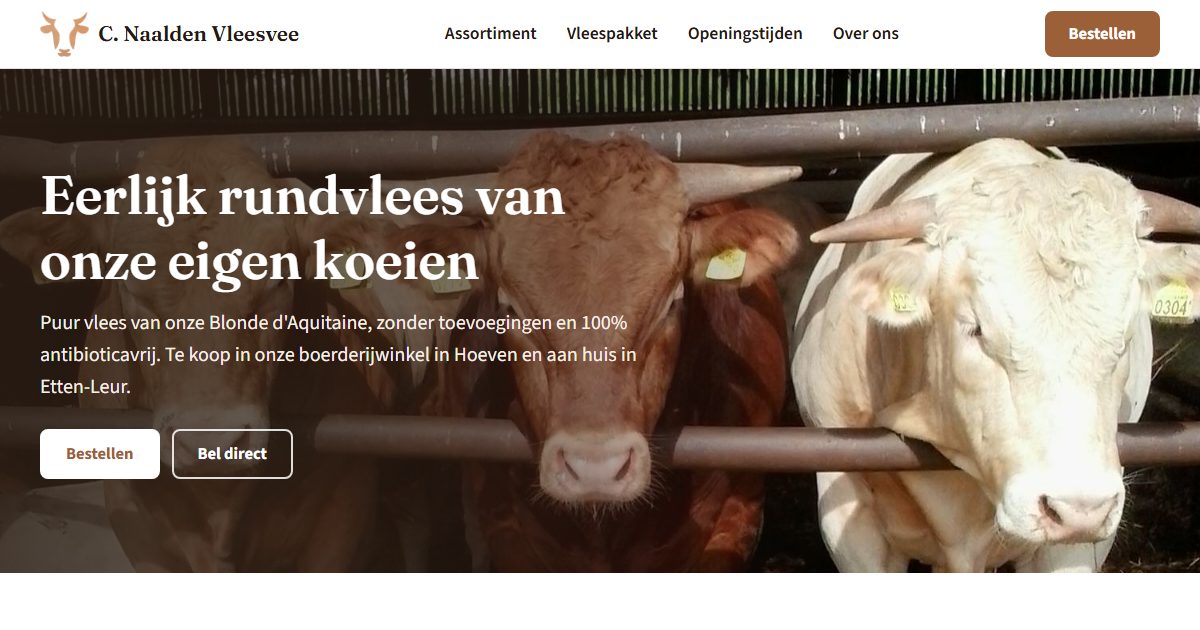 C. Naalden Vleesvee
Assortiment
Vleespakket
Openingstijden
Over ons
Bestellen
Eerlijk rundvlees van
onze eigen koeien
Puur vlees van onze Blonde d'Aquitaine, zonder toevoegingen en 100%
antibioticavrij. Te koop in onze boerderijwinkel in Hoeven en aan huis in
Etten-Leur.
Bestellen
Bel direct
0304